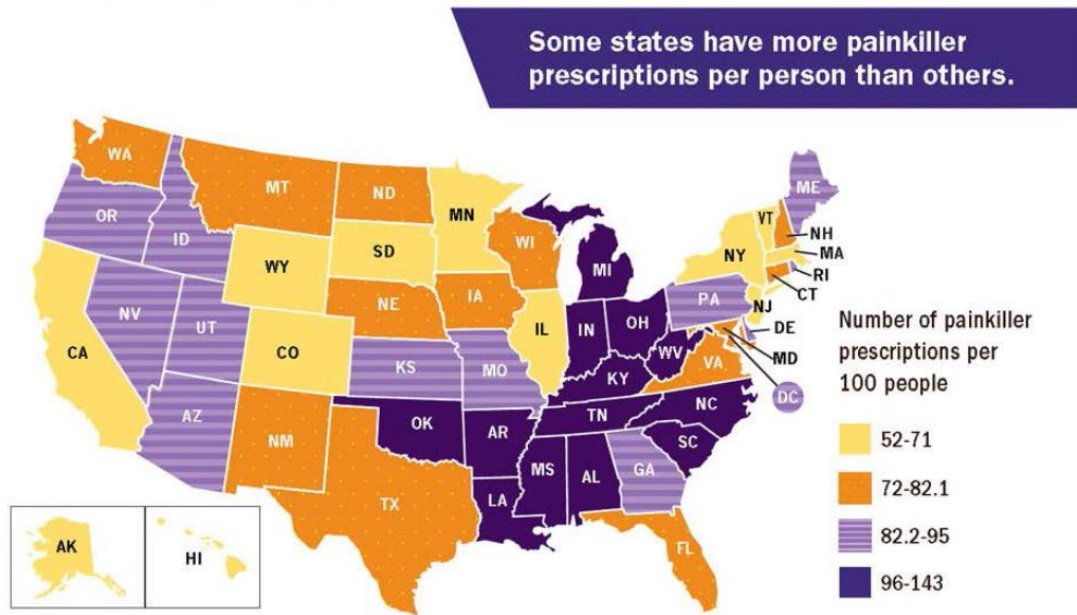 Some states have more painkiller
prescriptions per person than others.
WA
MT
ND
MN
WI
MI
ME
VT
NH
MA
RI
CT
NY
OR
ID
WY
SD
NE
IA
IL
IN
OH
PA
NJ
DE
MD
DC
NV
UT
CO
KS
MO
KY
WV
VA
CA
AZ
NM
OK
AR
TN
NC
SC
TX
LA
MS
AL
GA
FL
AK
HI
Number of painkiller
prescriptions per
100 people
52-71
72-82.1
82.2-95
96-143